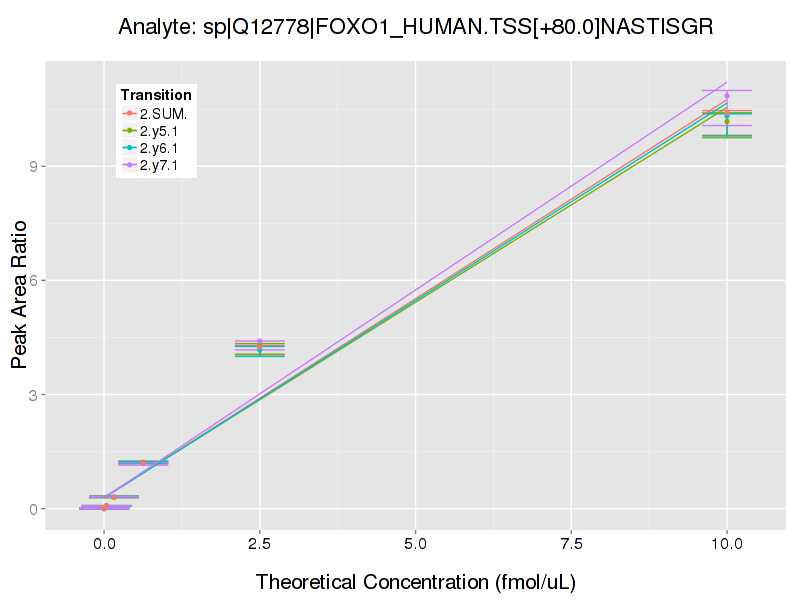 Analyte: sp|Q12778|FOXO1_HUMAN.TSS[+80.0]NASTISGR
Transition
2.SUM.
2.y5.1
2.y6.1
2.y7.1
Peak Area Ratio
9
6
3
0
0.0 2.5 5.0 7.5 10.0
Theoretical Concentration (fmol/uL)